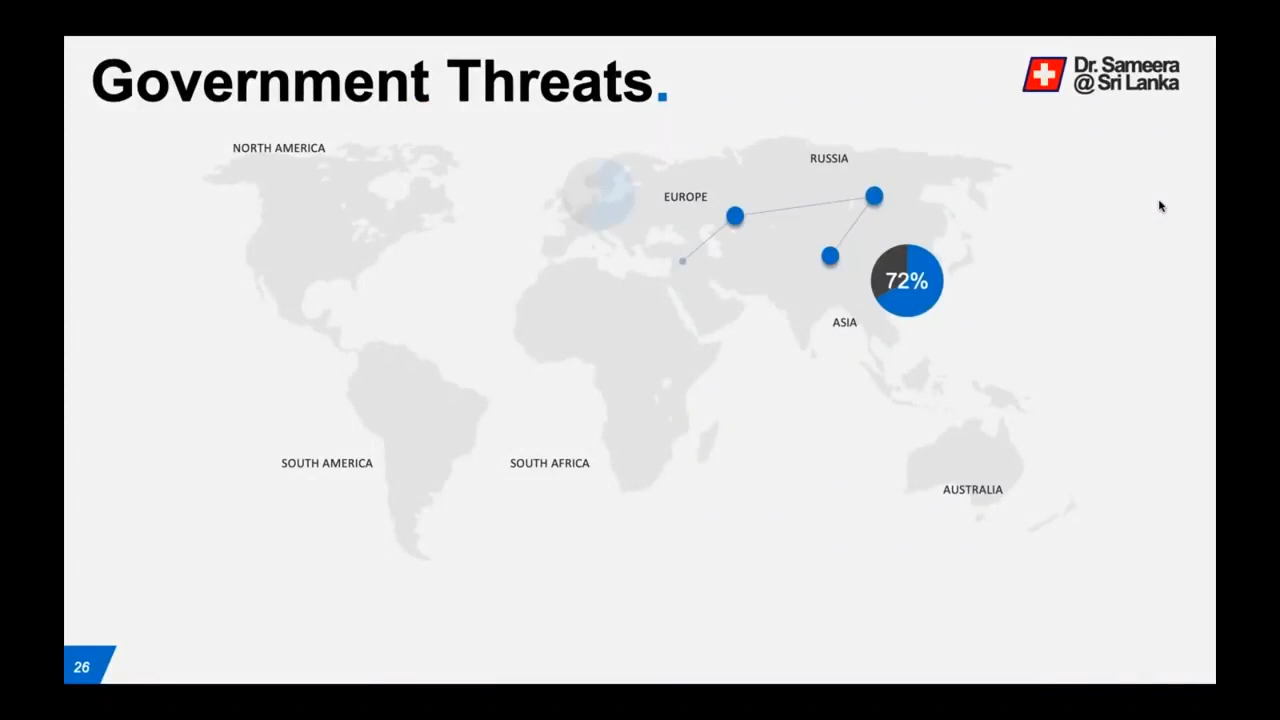 Government Threats.
Dr. Sameera
@ Sri Lanka
NORTH AMERICA
RUSSIA
EUROPE
72%
ASIA
SOUTH AMERICA
SOUTH AFRICA
AUSTRALIA
26